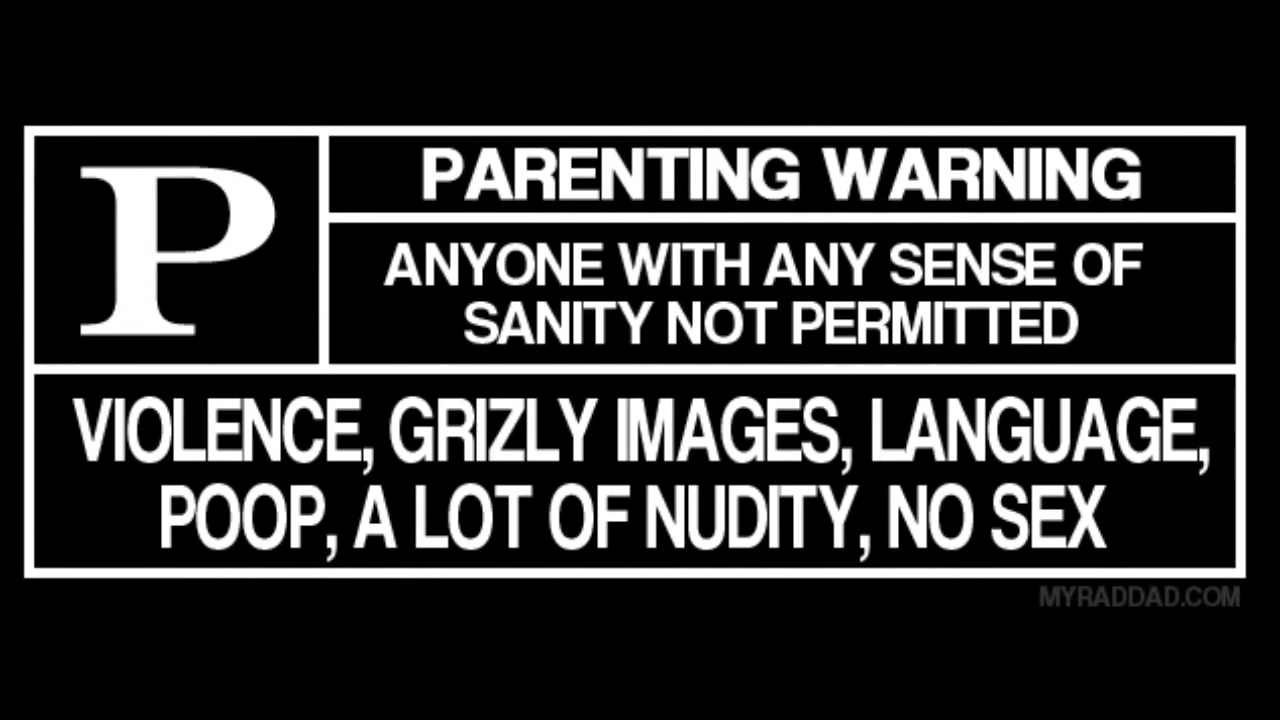 P
PARENTING WARNING
ANYONE WITH ANY SENSE OF
SANITY NOT PERMITTED
VIOLENCE, GRIZLY IMAGES, LANGUAGE,
POOP, A LOT OF NUDITY, NO SEX
MYRADDAD.COM